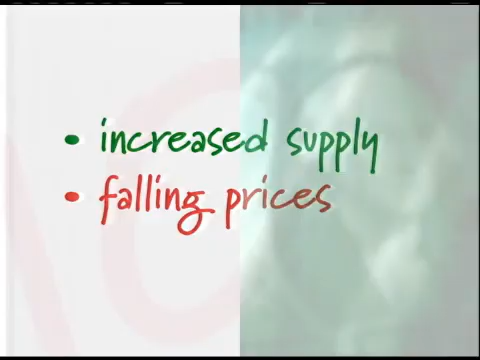 • increased supply
• falling prices